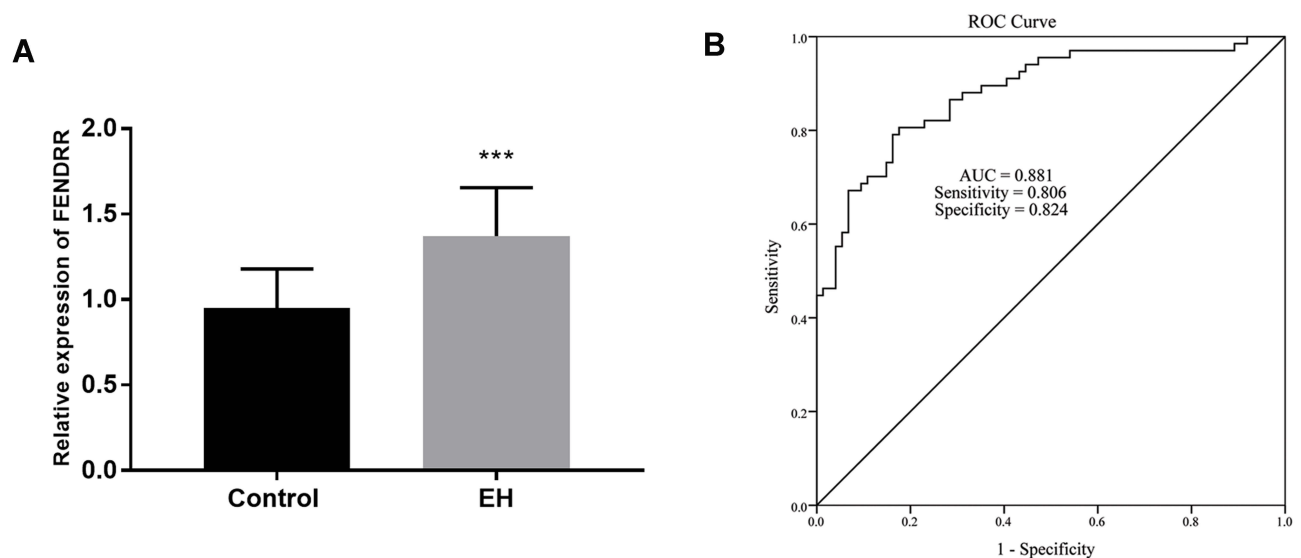 A
Relative expression of FENDRR
2.0
1.5
1.0
0.5
0.0
***
Control
EH
B
ROC Curve
Sensitivity
1.0
0.8
0.6
0.4
0.2
0.0
AUC = 0.881
Sensitivity = 0.806
Specificity = 0.824
0.0 0.2 0.4 0.6 0.8 1.0
1 - Specificity